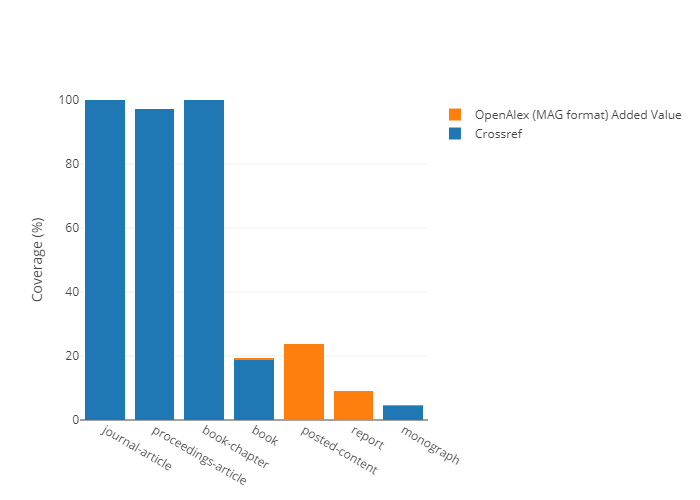 OpenAlex (MAG format) Added Value
Crossref
Coverage (%)
100
80
60
40
20
0
journal-article
proceedings-article
book-chapter
book
posted-content
report
monograph